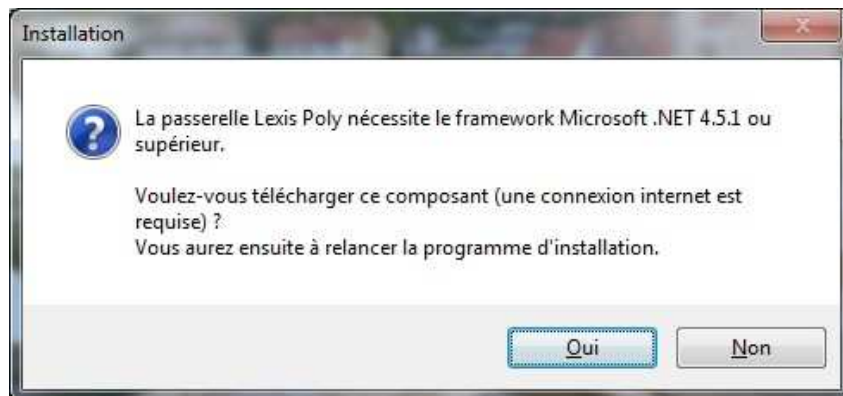 Installation
La passerelle Lexis Poly nécessite le framework Microsoft .NET 4.5.1 ou
supérieur.
Voulez-vous télécharger ce composant (une connexion internet est
requise) ?
Vous aurez ensuite à relancer la programme d'installation.
Oui
Non